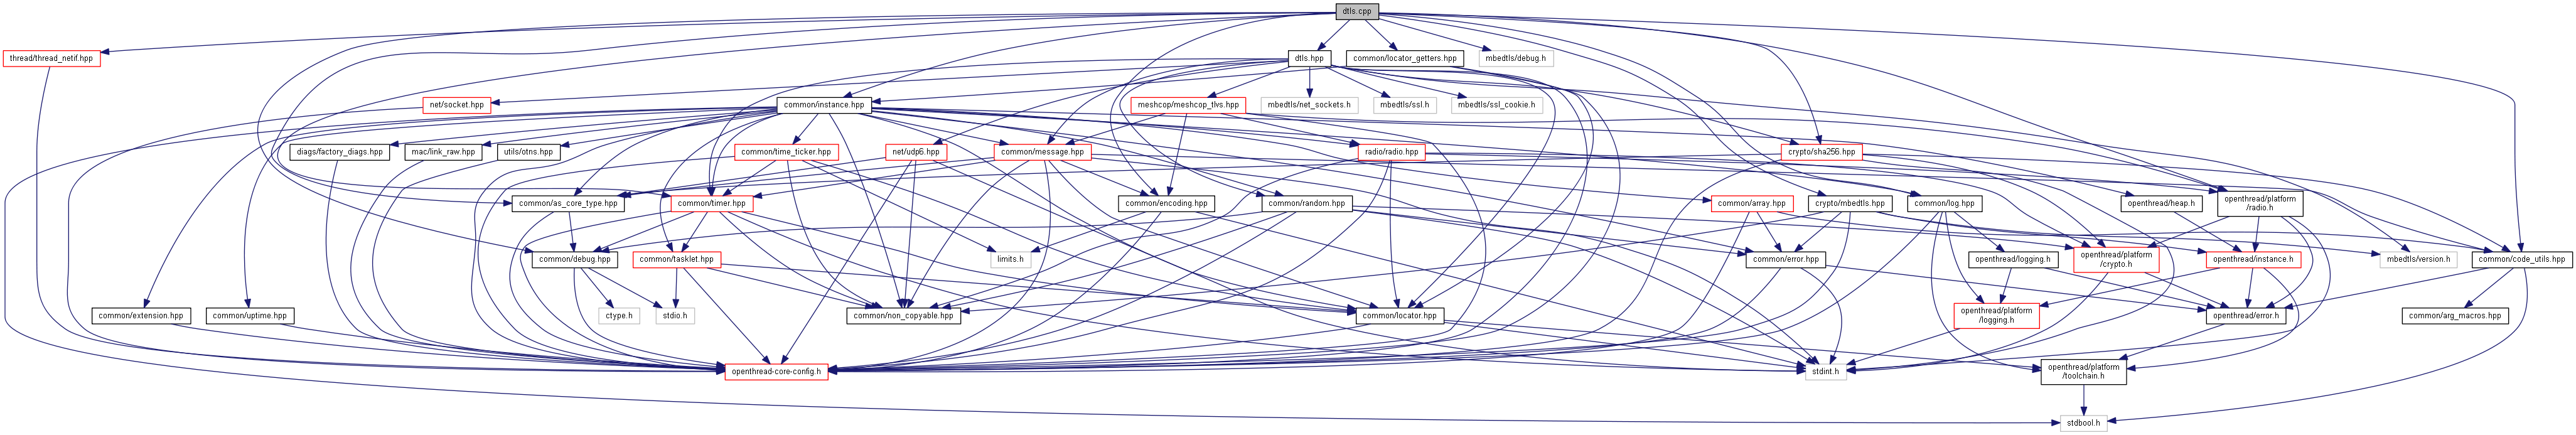 dtls.cpp
thread/thread_netif.hpp
dtls.hpp
common/locator_getters.hpp
mbedtls/debug.h
net/socket.hpp
common/instance.hpp
meshcop/meshcop_tlvs.hpp
mbedtls/net_sockets.h
mbedtls/ssl.h
mbedtls/ssl_cookie.h
diags/factory_diags.hpp
mac/link_raw.hpp
utils/otns.hpp
common/time_ticker.hpp
net/udp6.hpp
common/message.hpp
radio/radio.hpp
crypto/sha256.hpp
common/as_core_type.hpp
common/timer.hpp
common/encoding.hpp
common/random.hpp
common/array.hpp
crypto/mbedtls.hpp
common/log.hpp
openthread/heap.h
openthread/platform
/radio.h
common/debug.hpp
common/tasklet.hpp
limits.h
common/error.hpp
openthread/logging.h
openthread/platform
/crypto.h
openthread/instance.h
mbedtls/version.h
common/code_utils.hpp
common/extension.hpp
common/uptime.hpp
ctype.h
stdio.h
common/non_copyable.hpp
common/locator.hpp
openthread/platform
/logging.h
openthread/error.h
common/arg_macros.hpp
openthread-core-config.h
stdint.h
openthread/platform
/toolchain.h
stdbool.h